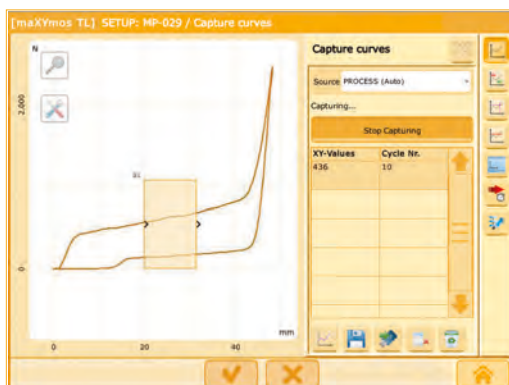 [maXYmos TL] SETUP: MP-029 / Capture curves
N
2,000
0
0
20
40
mm
Capture curves
Source PROCESS (Auto)
Capturing...
Stop Capturing
XY-Values Cycle Nr.
436 10